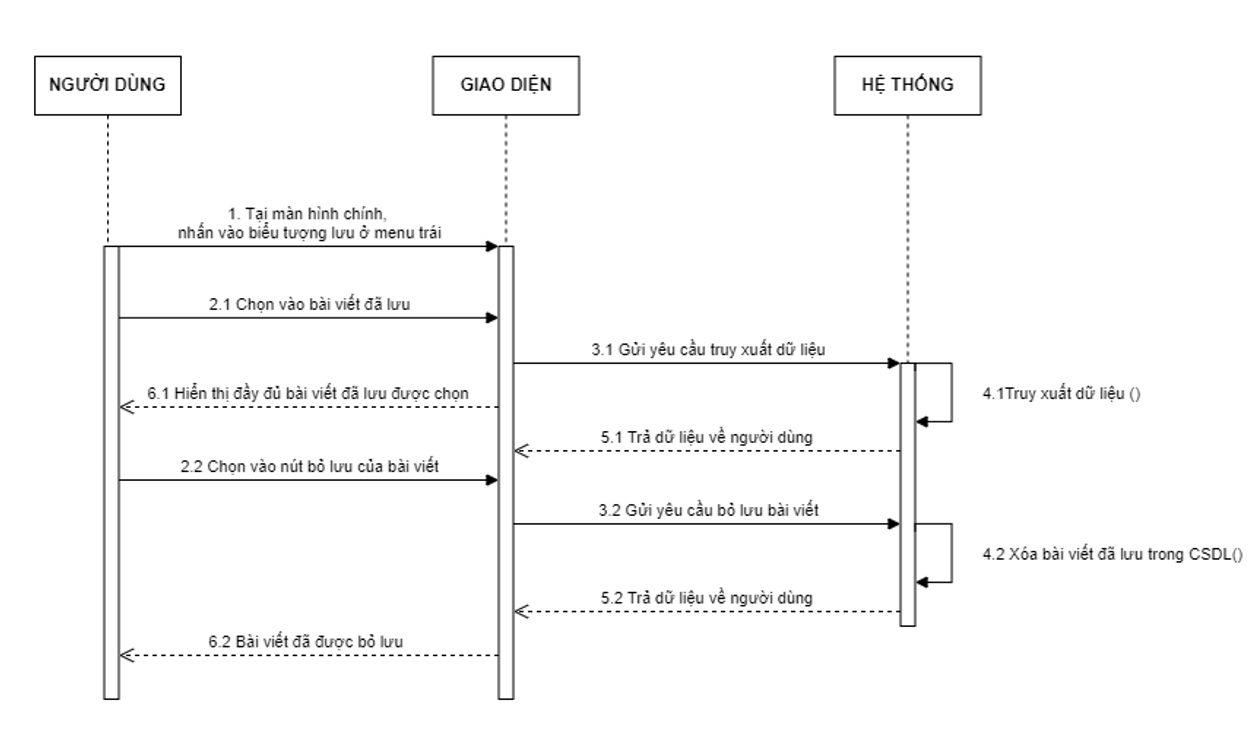 NGƯỜI DÙNG
GIAO DIỆN
HỆ THỐNG
1. Tại màn hình chính,
nhấn vào biểu tượng lưu ở menu trái
2.1 Chọn vào bài viết đã lưu
3.1 Gửi yêu cầu truy xuất dữ liệu
6.1 Hiển thị đầy đủ bài viết đã lưu được chọn
4.1Truy xuất dữ liệu ()
5.1 Trả dữ liệu về người dùng
2.2 Chọn vào nút bỏ lưu của bài viết
3.2 Gửi yêu cầu bỏ lưu bài viết
4.2 Xóa bài viết đã lưu trong CSDL()
5.2 Trả dữ liệu về người dùng
6.2 Bài viết đã được bỏ lưu